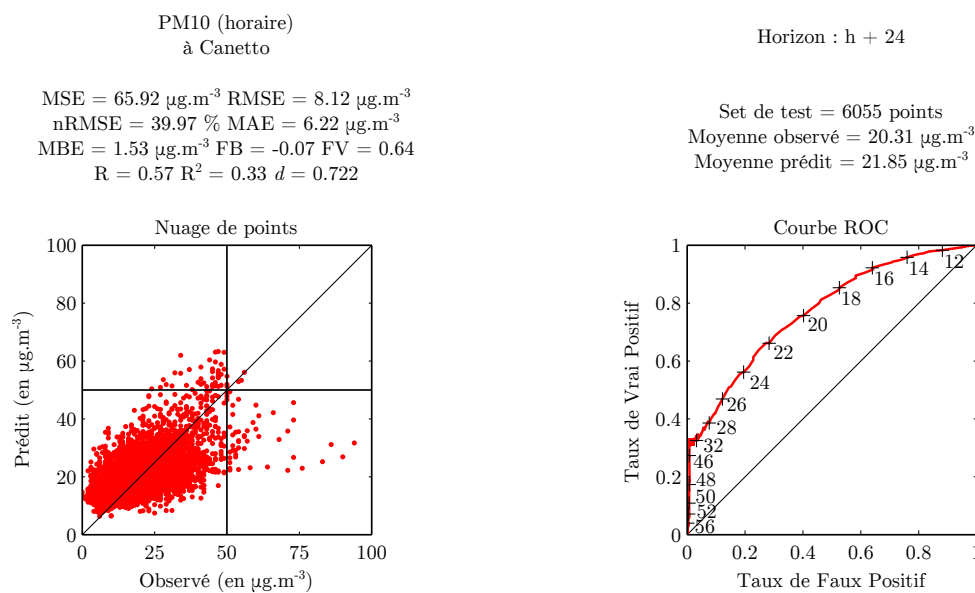 PM10 (horaire)
à Canetto
MSE = 65.92 µg.m-3 RMSE = 8.12 µg.m-3
nRMSE = 39.97 % MAE = 6.22 µg.m-3
MBE = 1.53 µg.m-3 FB = -0.07 FV = 0.64
R = 0.57 R2 = 0.33 d = 0.722
Horizon : h + 24
Set de test = 6055 points
Moyenne observé = 20.31 µg.m-3
Moyenne prédit = 21.85 µg.m-3
Nuage de points
100
80
60
40
20
0
0 25 50 75 100
Prédit (en µg.m-3)
Observé (en µg.m-3)
Courbe ROC
1
0.8
0.6
0.4
0.2
0
0 0.2 0.4 0.6 0.8 1
Taux de Vrai Positif
Taux de Faux Positif
12
14
16
18
20
22
24
26
28
32
46
48
50
52
56